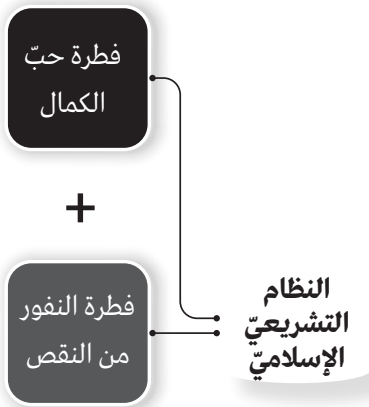 فطرة حبّ
الكمال
+
فطرة النفور
من النقص
النظام
التشريعيّ
الإسلاميّ